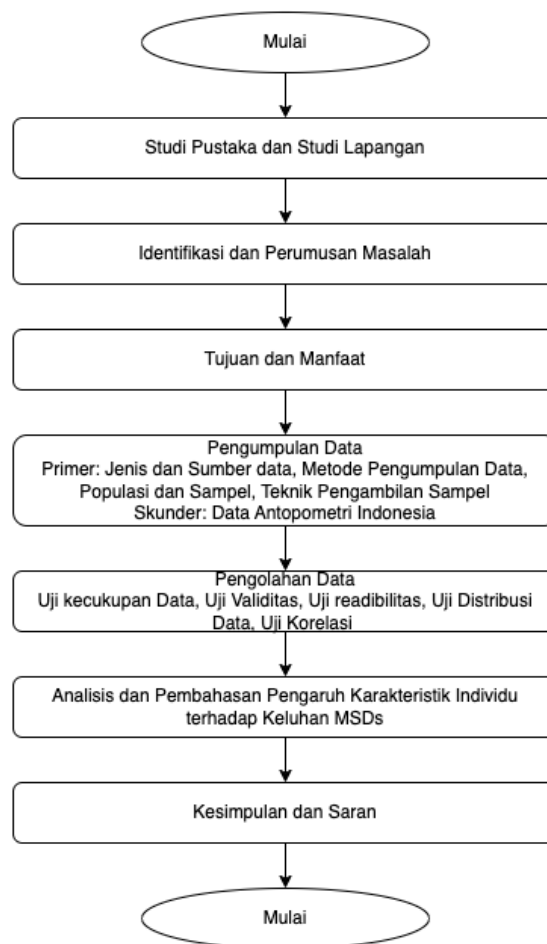 Mulai
Studi Pustaka dan Studi Lapangan
Identifikasi dan Perumusan Masalah
Tujuan dan Manfaat
Pengumpulan Data
Primer: Jenis dan Sumber data, Metode Pengumpulan Data,
Populasi dan Sampel, Teknik Pengambilan Sampel
Skunder: Data Antopometri Indonesia
Pengolahan Data
Uji kecukupan Data, Uji Validitas, Uji readibilitas, Uji Distribusi
Data, Uji Korelasi
Analisis dan Pembahasan Pengaruh Karakteristik Individu
terhadap Keluhan MSDs
Kesimpulan dan Saran
Mulai